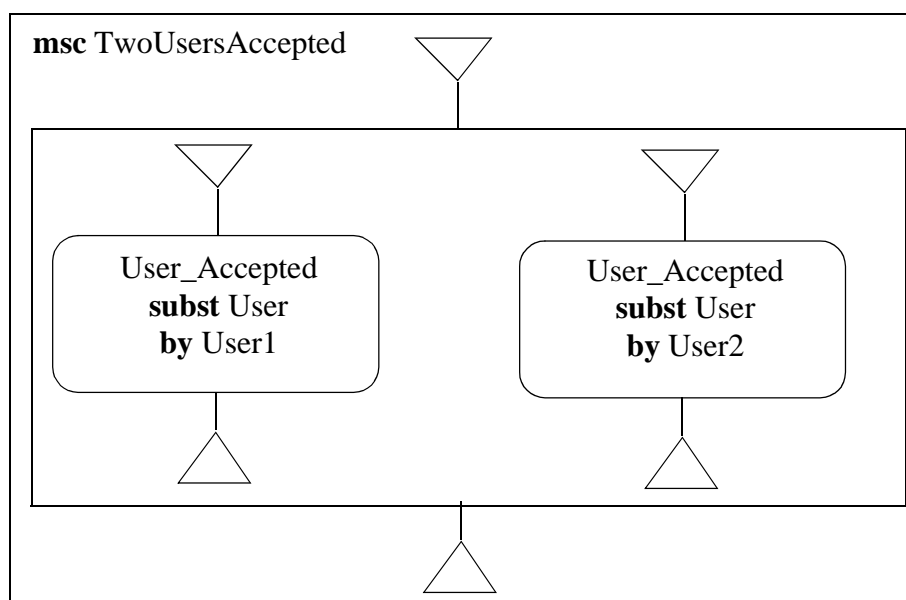 msc TwoUsersAccepted
User_Accepted
subst User
by User1
User_Accepted
subst User
by User2